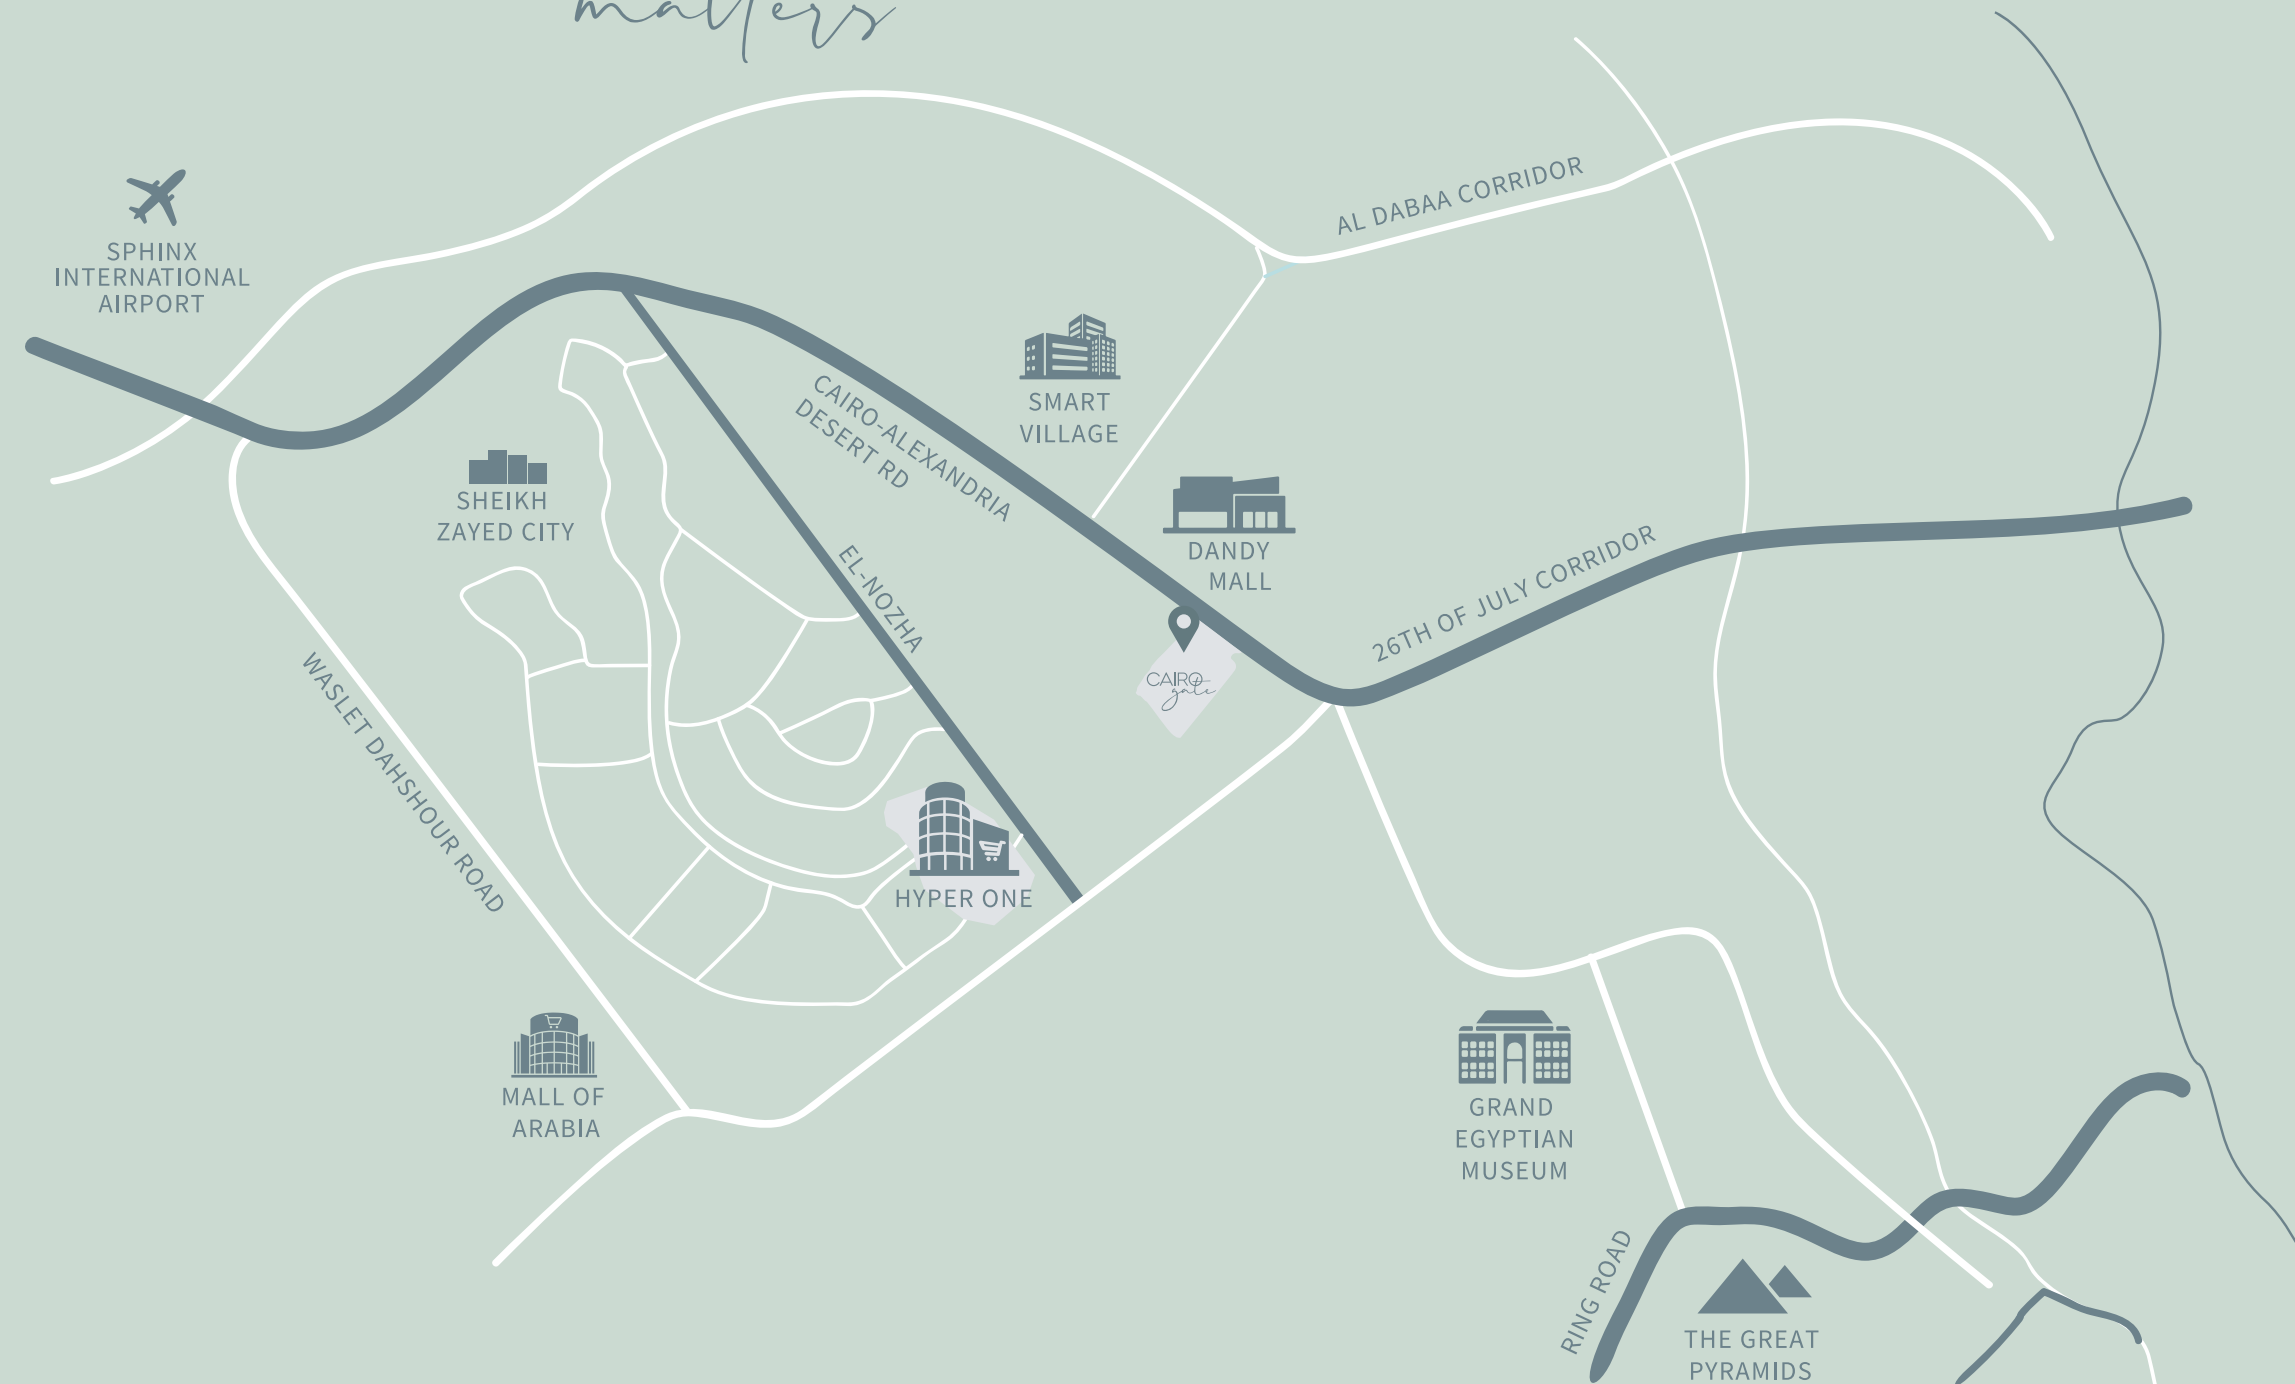 matters
AL DABAA CORRIDOR
SPHINX
INTERNATIONAL
AIRPORT
SMART
VILLAGE
CAIRO-ALEXANDRIA
DESERT RD
SHEIKH
ZAYED CITY
DANDY
MALL
26TH OF JULY CORRIDOR
EL-NOZHA
CAIRO
gate
WASLET DAHSHOUR ROAD
HYPER ONE
MALL OF
ARABIA
GRAND
EGYPTIAN
MUSEUM
RING ROAD
THE GREAT
PYRAMIDS